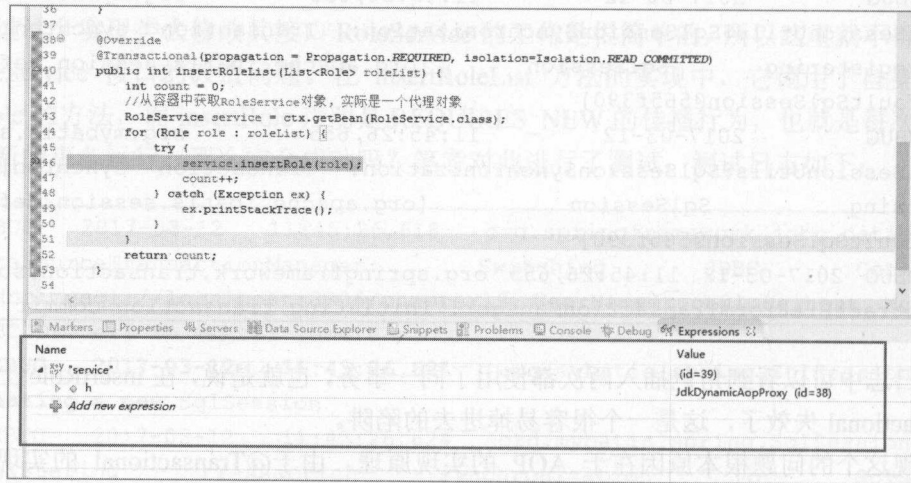 36
37 }
38 @Override
39 @Transactional(propagation = Propagation.REQUIRED, isolation=Isolation.READ_COMMITTED)
40 public int insertRoleList(List<Role> roleList) {
41 int count = 0;
42 //从容器中获取RoleService对象，实际是一个代理对象
43 RoleService service = ctx.getBean(RoleService.class);
44 for (Role role : roleList) {
45 try {
46 service.insertRole(role);
47 count++;
48 } catch (Exception ex) {
49 ex.printStackTrace();
50 }
51 }
52 return count;
53 }
54
Markers Properties Servers Data Source Explorer Snippets Problems Console Debug Expressions
Name Value
"service" (id=39)
h JdkDynamicAopProxy (id=38)
Add new expression